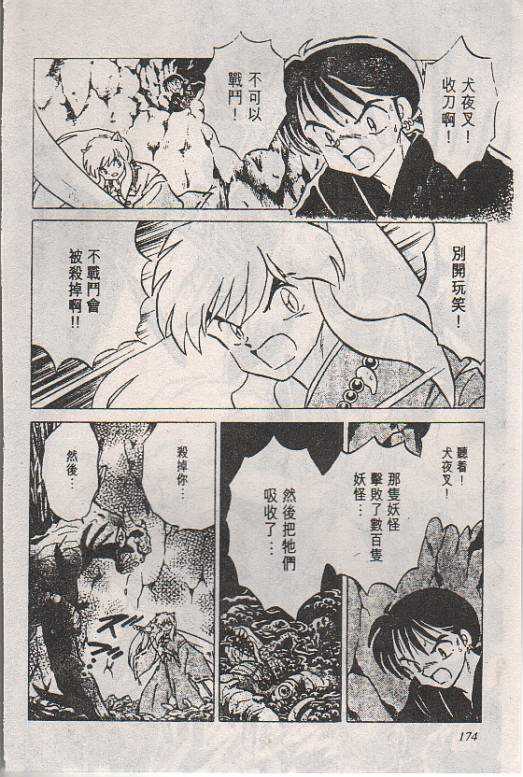 犬夜叉！
收刀啊！
不可以
戰鬥！
別開玩笑！
不戰鬥會
被殺掉啊!!
聽看！
犬夜叉！
那隻妖怪
擊敗了數百隻
妖怪…
然後把牠們
吸收了…
殺掉你…
然後…
174